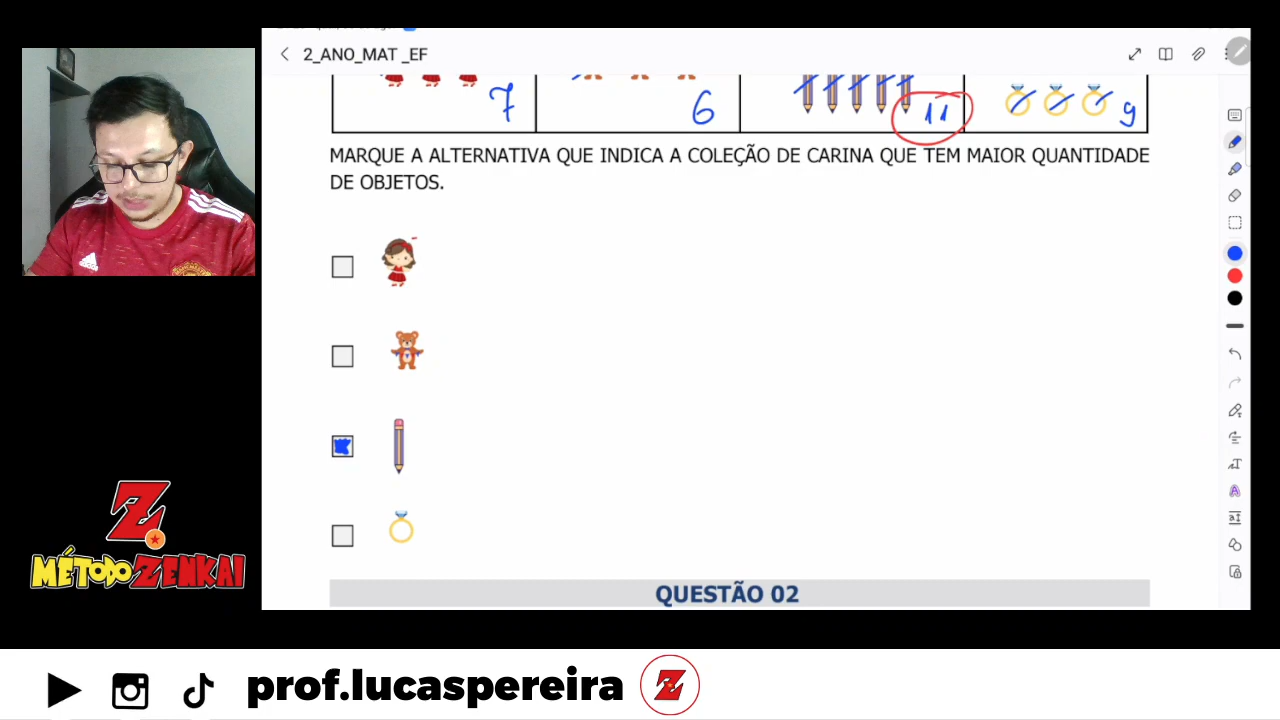 2_ANO_MAT _EF
7
6
11
9
MARQUE A ALTERNATIVA QUE INDICA A COLEÇÃO DE CARINA QUE TEM MAIOR QUANTIDADE
DE OBJETOS.
QUESTÃO 02
Z
MÉTODO ZENKAI
prof.lucaspereira
Z